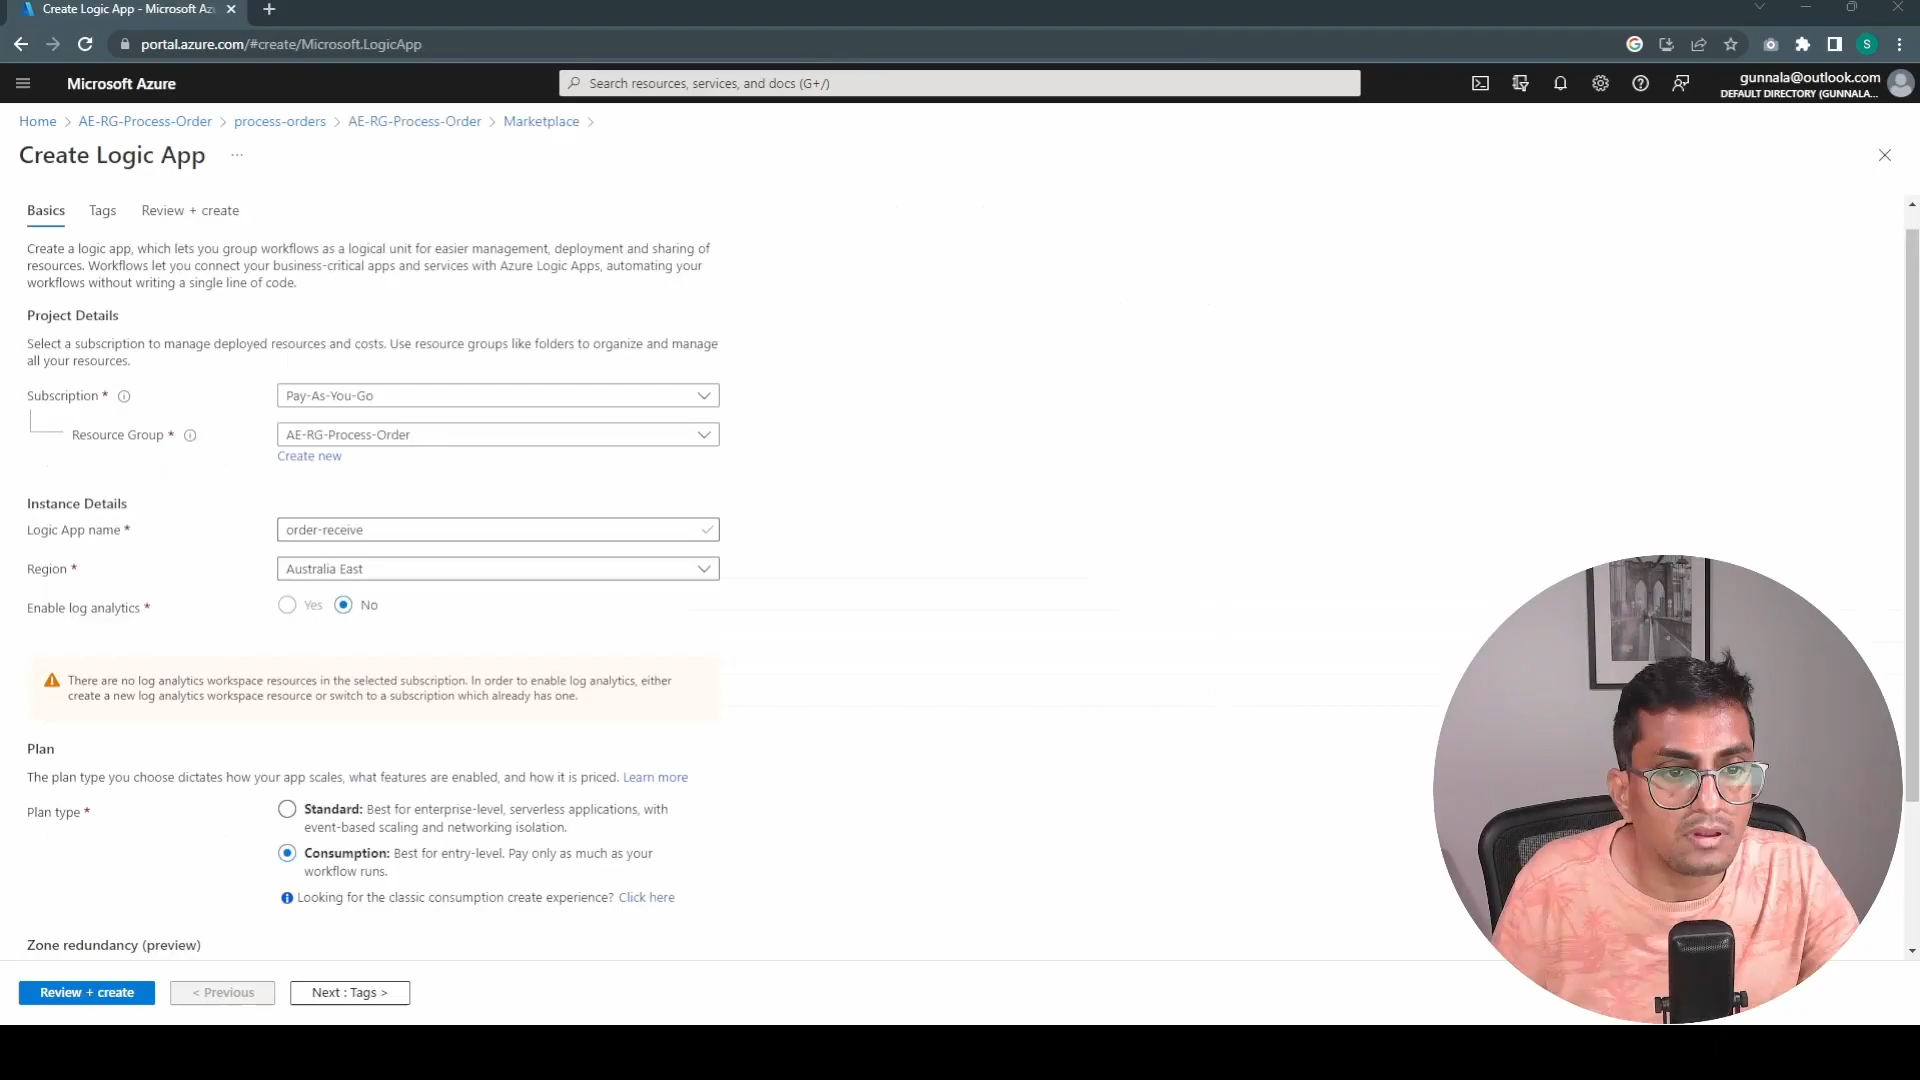 Create Logic App - Microsoft Az
portal.azure.com/#create/Microsoft.LogicApp
S
Microsoft Azure
Search resources, services, and docs (G+/)
gunnala@outlook.com
DEFAULT DIRECTORY (GUNNALA...
Home > AE-RG-Process-Order > process-orders > AE-RG-Process-Order > Marketplace >
Create Logic App ...
Basics Tags Review + create
Create a logic app, which lets you group workflows as a logical unit for easier management, deployment and sharing of
resources. Workflows let you connect your business-critical apps and services with Azure Logic Apps, automating your
workflows without writing a single line of code.
Project Details
Select a subscription to manage deployed resources and costs. Use resource groups like folders to organize and manage
all your resources.
Subscription * Pay-As-You-Go
Resource Group * AE-RG-Process-Order
Create new
Instance Details
Logic App name * order-receive
Region * Australia East
Enable log analytics * Yes No
There are no log analytics workspace resources in the selected subscription. In order to enable log analytics, either
create a new log analytics workspace resource or switch to a subscription which already has one.
Plan
The plan type you choose dictates how your app scales, what features are enabled, and how it is priced. Learn more
Plan type * Standard: Best for enterprise-level, serverless applications, with
event-based scaling and networking isolation.
Consumption: Best for entry-level. Pay only as much as your
workflow runs.
Looking for the classic consumption create experience? Click here
Zone redundancy (preview)
Review + create < Previous Next : Tags >